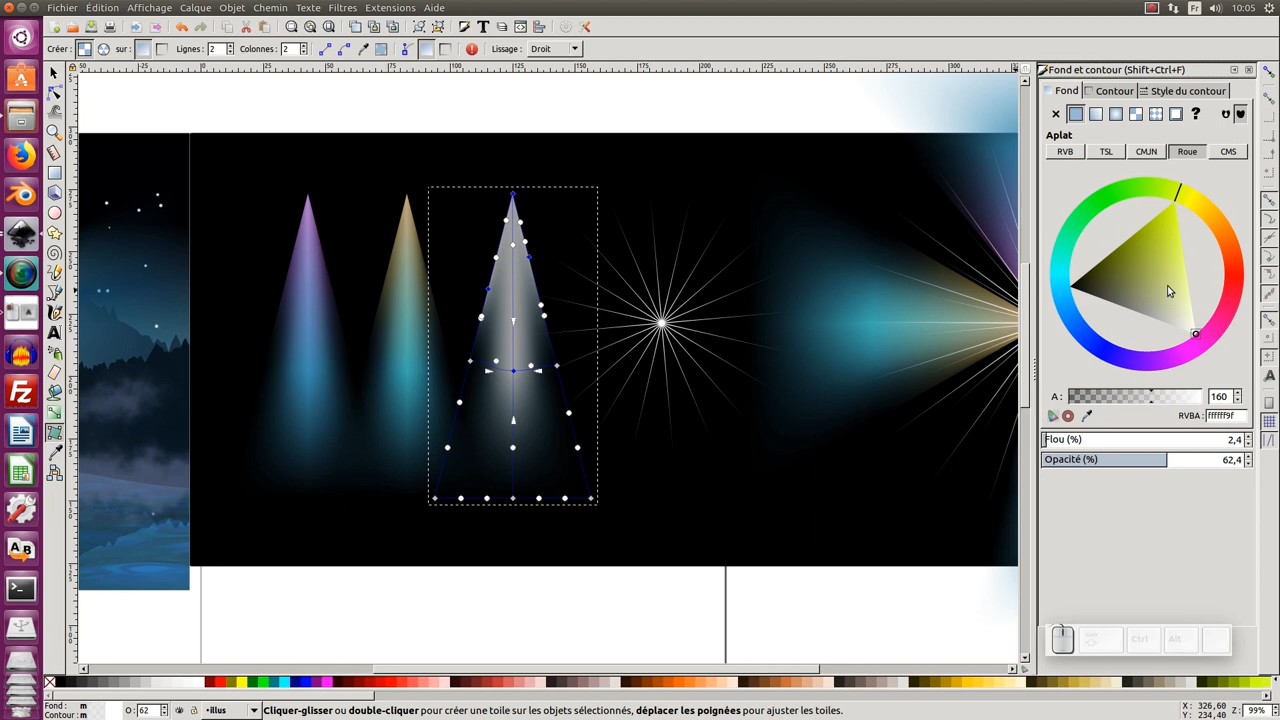 Fichier Édition Affichage Calque Objet Chemin Texte Filtres Extensions Aide
Fr 10:05
Créer : sur : Lignes : 2 Colonnes : 2 Lissage : Droit
Fond et contour (Shift+Ctrl+F)
Fond Contour Style du contour
?
Aplat
RVB TSL CMJN Roue CMS
A : 160
RVBA : ffffff9f
Flou (%) 2,4
Opacité (%) 62,4
Ctrl Alt
Fond : m
Contour : m
O : 62
•illus
Cliquer-glisser ou double-cliquer pour créer une toile sur les objets sélectionnés, déplacer les poignées pour ajuster les toiles.
X : 326,60
Y : 234,40
Z : 99%